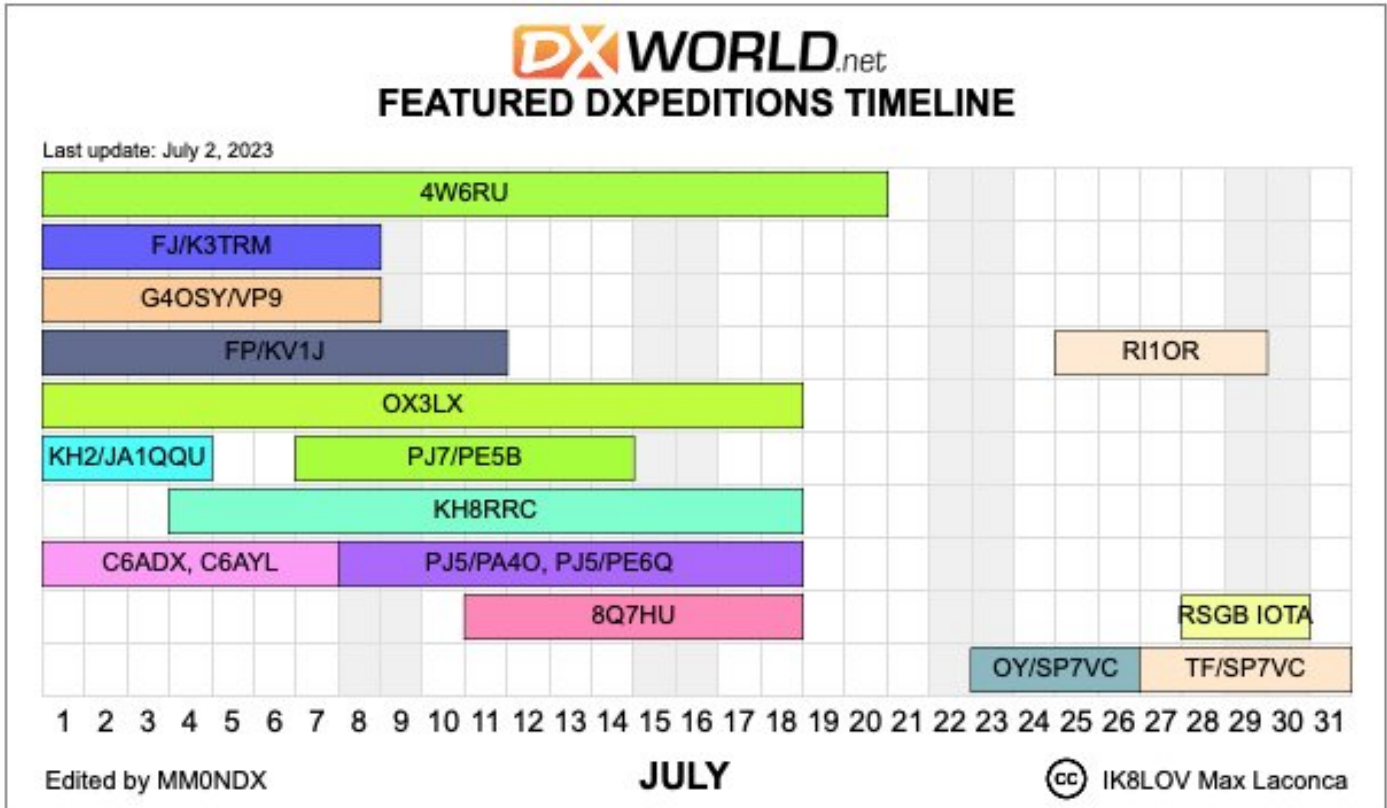 DX WORLD.net
FEATURED DXPEDITIONS TIMELINE
Last update: July 2, 2023
4W6RU
FJ/K3TRM
G4OSY/VP9
FP/KV1J RI1OR
OX3LX
KH2/JA1QQU PJ7/PE5B
KH8RRC
C6ADX, C6AYL PJ5/PA4O, PJ5/PE6Q
8Q7HU RSGB IOTA
OY/SP7VC TF/SP7VC
1 2 3 4 5 6 7 8 9 10 11 12 13 14 15 16 17 18 19 20 21 22 23 24 25 26 27 28 29 30 31
Edited by MM0NDX JULY cc IK8LOV Max Laconca